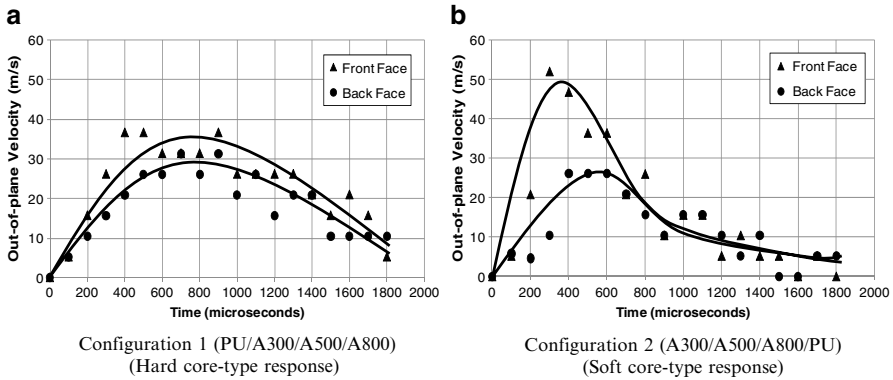 a
60
50
40
30
20
10
0
Out-of-plane Velocity (m/s)
Front Face
Back Face
0 200 400 600 800 1000 1200 1400 1600 1800 2000
Time (microseconds)
Configuration 1 (PU/A300/A500/A800)
(Hard core-type response)
b
60
50
40
30
20
10
0
Out-of-plane Velocity (m/s)
Front Face
Back Face
0 200 400 600 800 1000 1200 1400 1600 1800 2000
Time (microseconds)
Configuration 2 (A300/A500/A800/PU)
(Soft core-type response)